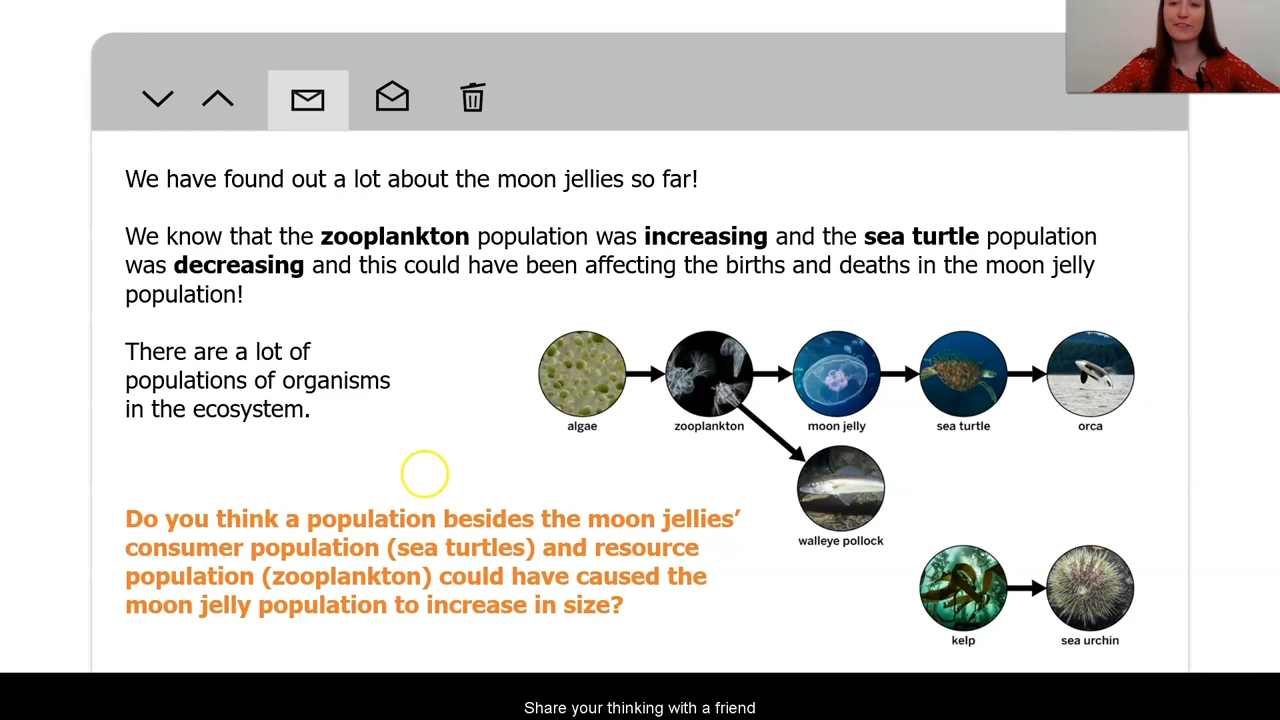 We have found out a lot about the moon jellies so far!
We know that the zooplankton population was increasing and the sea turtle population
was decreasing and this could have been affecting the births and deaths in the moon jelly
population!
There are a lot of
populations of organisms
in the ecosystem.
algae
zooplankton
moon jelly
sea turtle
orca
walleye pollock
Do you think a population besides the moon jellies’
consumer population (sea turtles) and resource
population (zooplankton) could have caused the
moon jelly population to increase in size?
kelp
sea urchin
Share your thinking with a friend